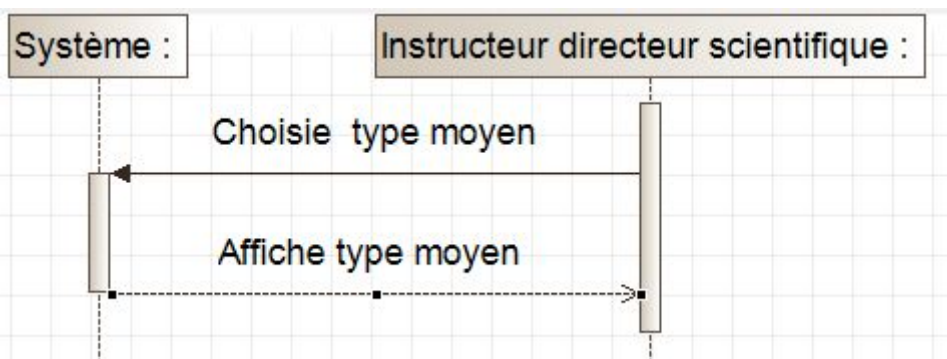 Système :
Instructeur directeur scientifique :
Choisie type moyen
Affiche type moyen